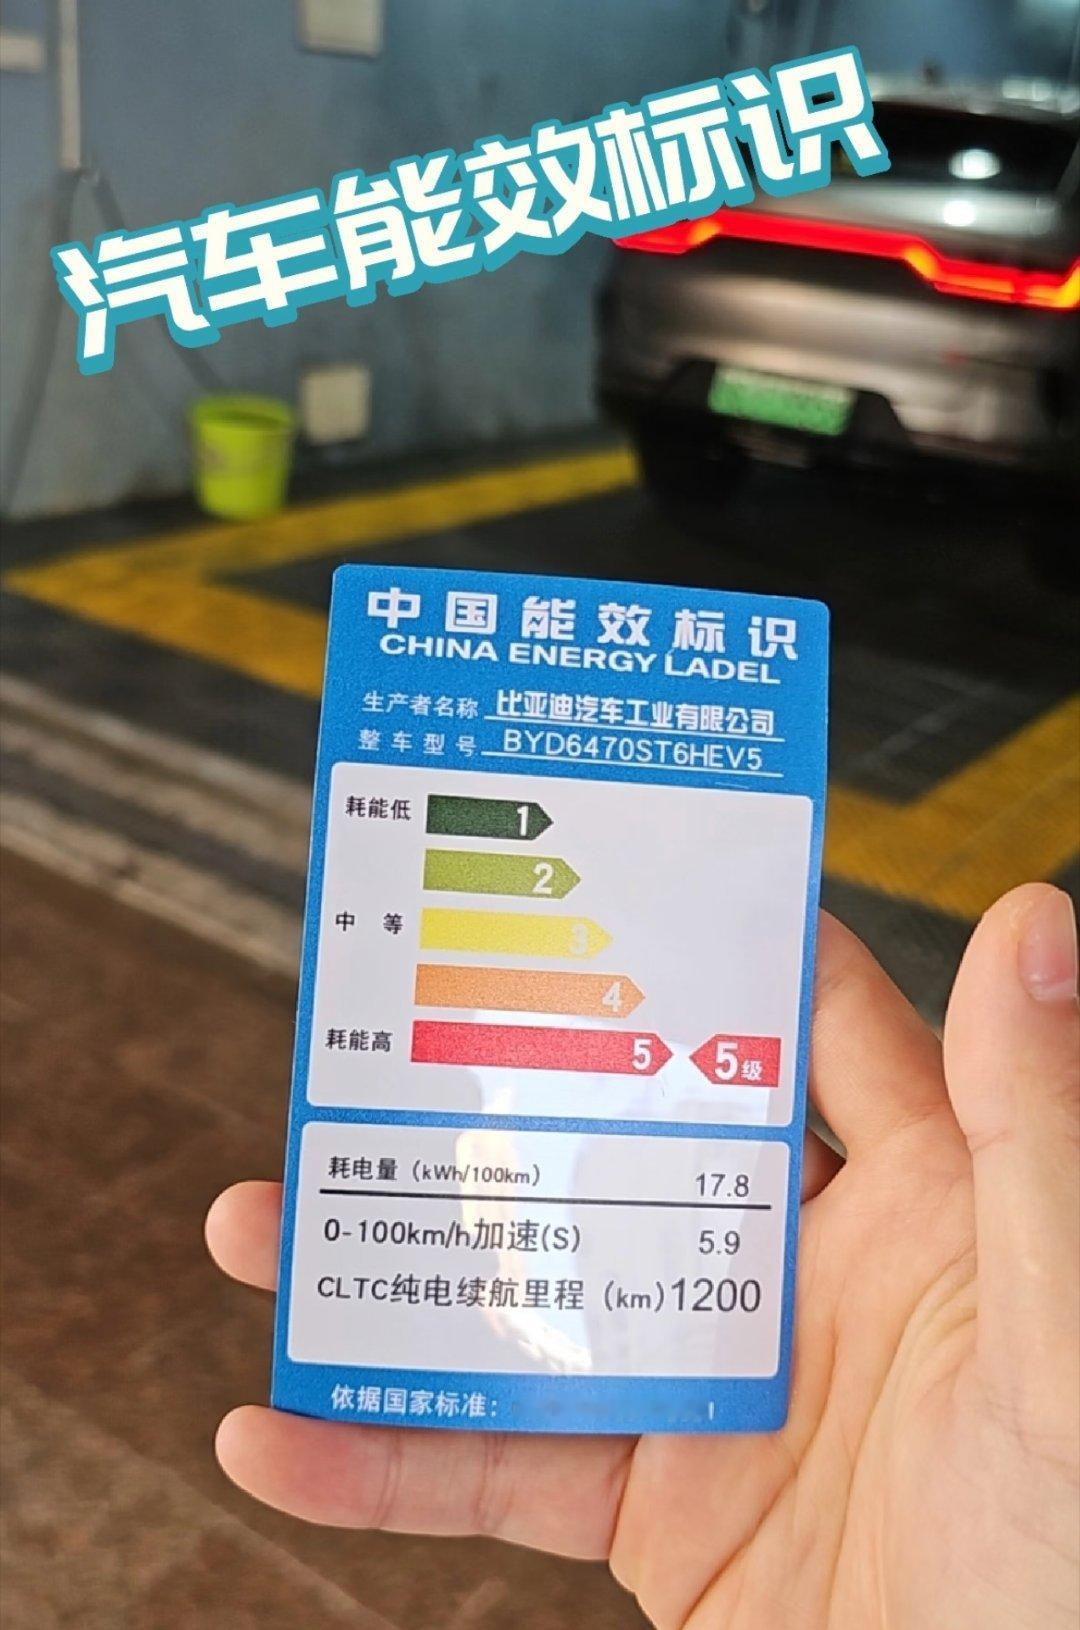 汽车能效标识
中国能效标识
CHINA ENERGY LADEL
生产者名称 比亚迪汽车工业有限公司
整车型号 BYD6470ST6HEV5
耗能低 1
2
中 等 3
4
耗能高 5 5级
耗电量（kWh/100km） 17.8
0-100km/h加速(S) 5.9
CLTC纯电续航里程（km）1200
依据国家标准：